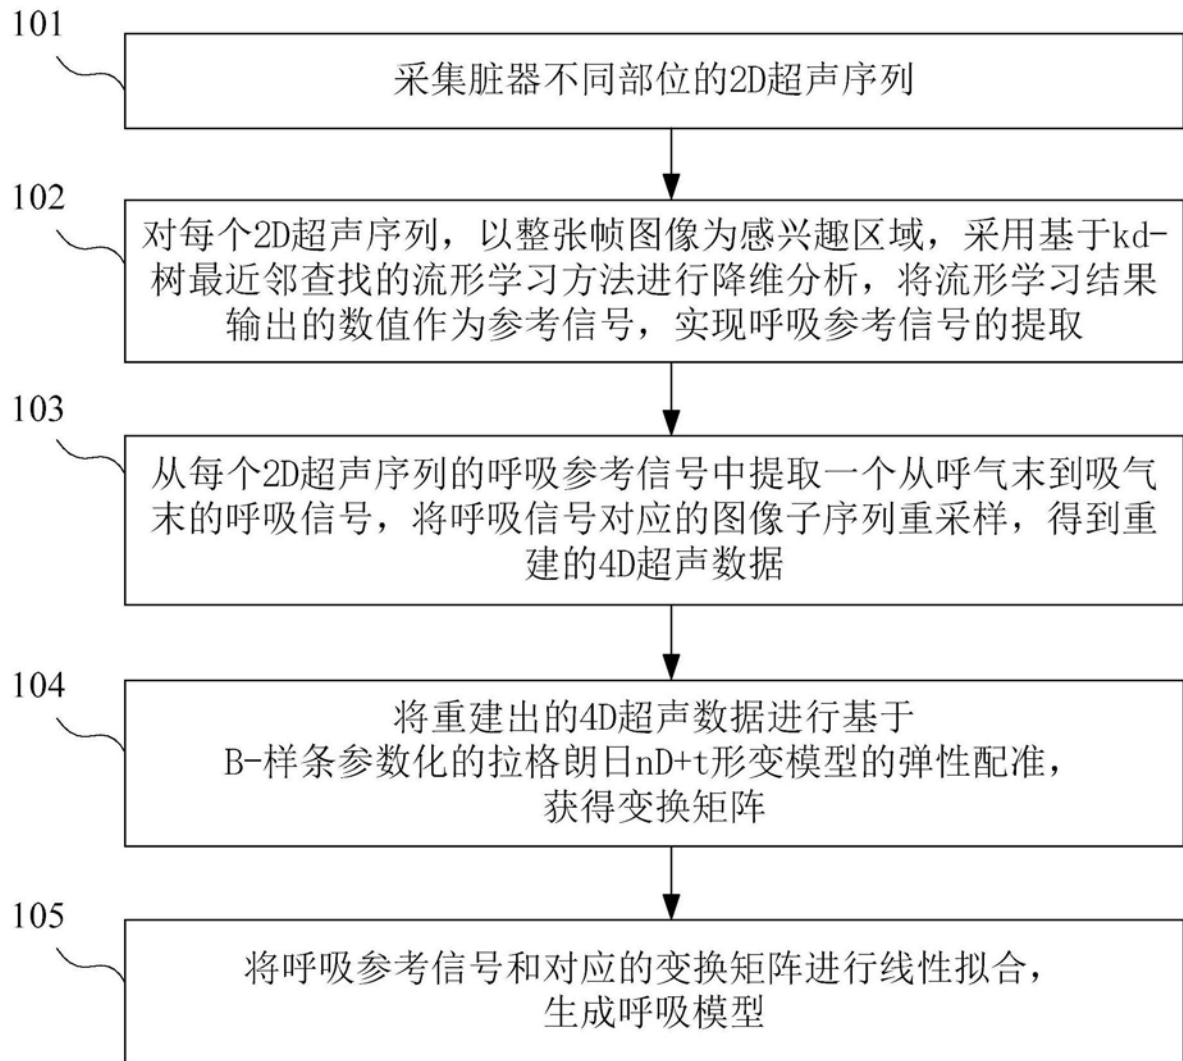 101
采集脏器不同部位的2D超声序列
102
对每个2D超声序列，以整张帧图像为感兴趣区域，采用基于kd-
树最近邻查找的流形学习方法进行降维分析，将流形学习结果
输出的数值作为参考信号，实现呼吸参考信号的提取
103
从每个2D超声序列的呼吸参考信号中提取一个从呼气末到吸气
末的呼吸信号，将呼吸信号对应的图像子序列重采样，得到重
建的4D超声数据
104
将重建出的4D超声数据进行基于
B-样条参数化的拉格朗日nD+t形变模型的弹性配准，
获得变换矩阵
105
将呼吸参考信号和对应的变换矩阵进行线性拟合，
生成呼吸模型